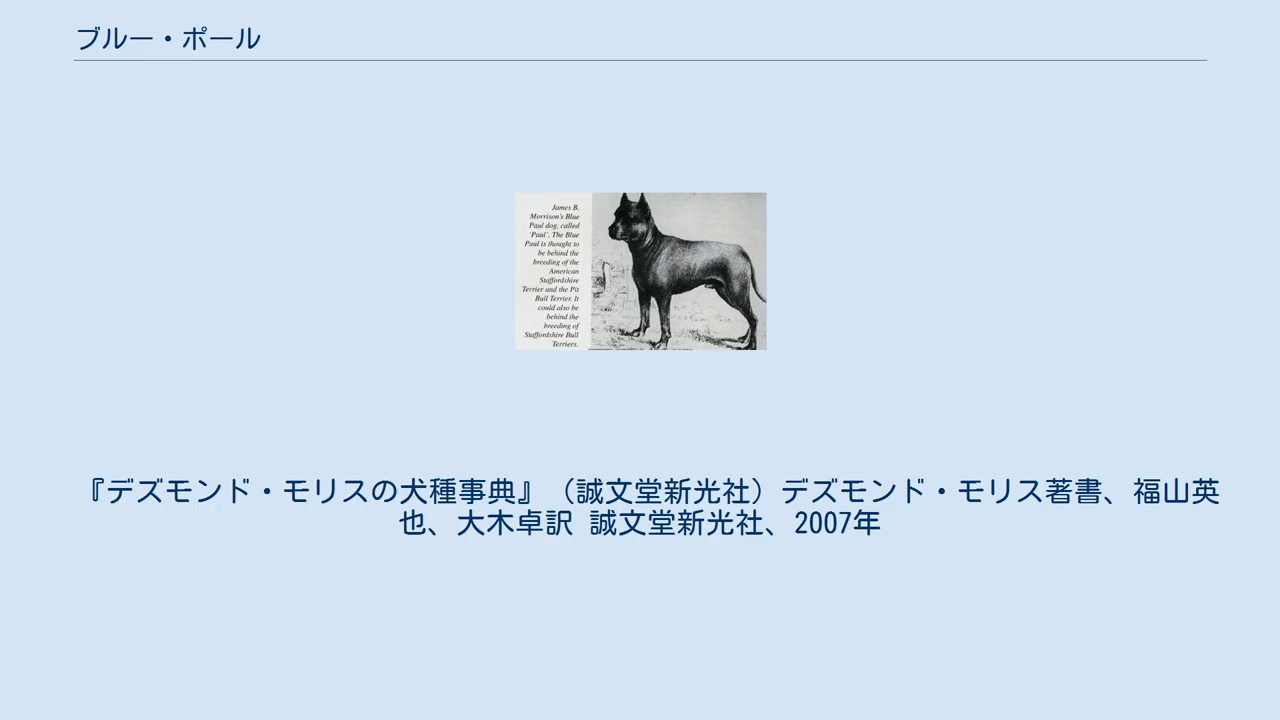 ブルー・ポール
James B.
Morrison's Blue
Paul dog, called
'Paul'. The Blue
Paul is thought to
be behind the
breeding of the
American
Staffordshire
Terrier and the Pit
Bull Terrier. It
could also be
behind the
breeding of
Staffordshire Bull
Terriers.
『デズモンド・モリスの犬種事典』（誠文堂新光社）デズモンド・モリス著書、福山英
也、大木卓訳 誠文堂新光社、2007年